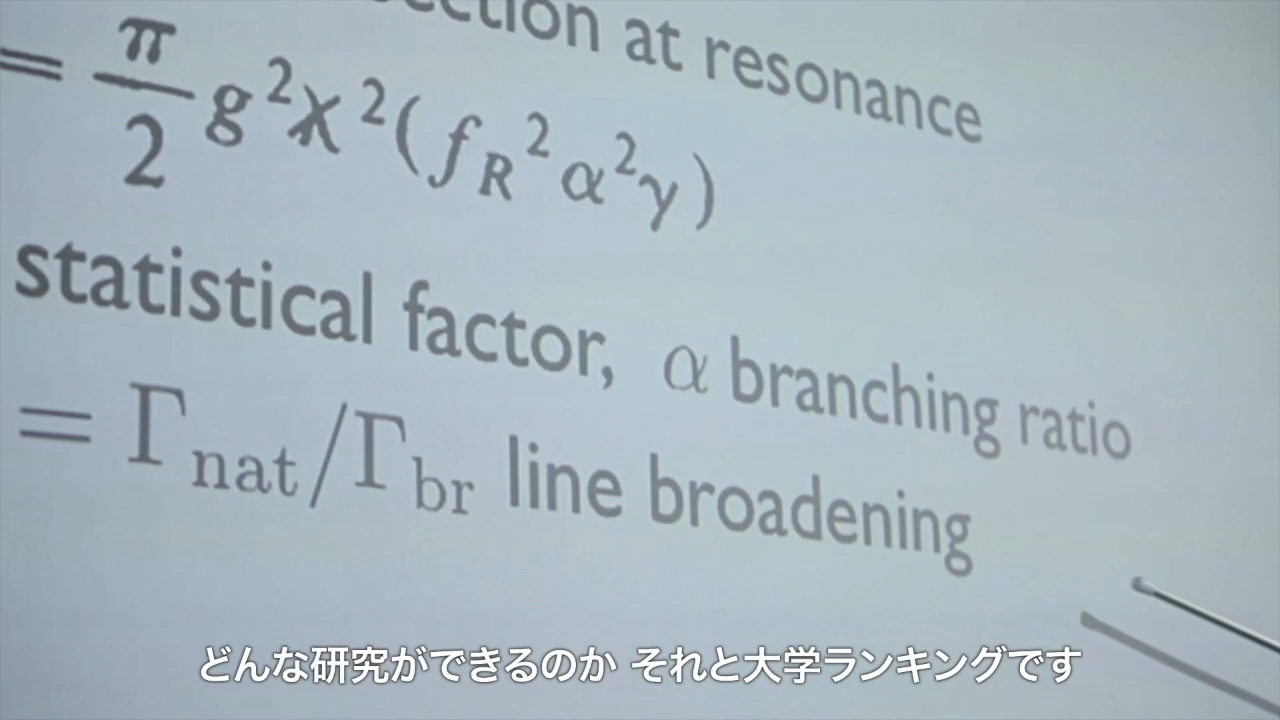 ction at resonance
= π/2 g²ƛ²(f_R²α²γ)
statistical factor, α branching ratio
= Γ_nat/Γ_br line broadening
どんな研究ができるのか それと大学ランキングです